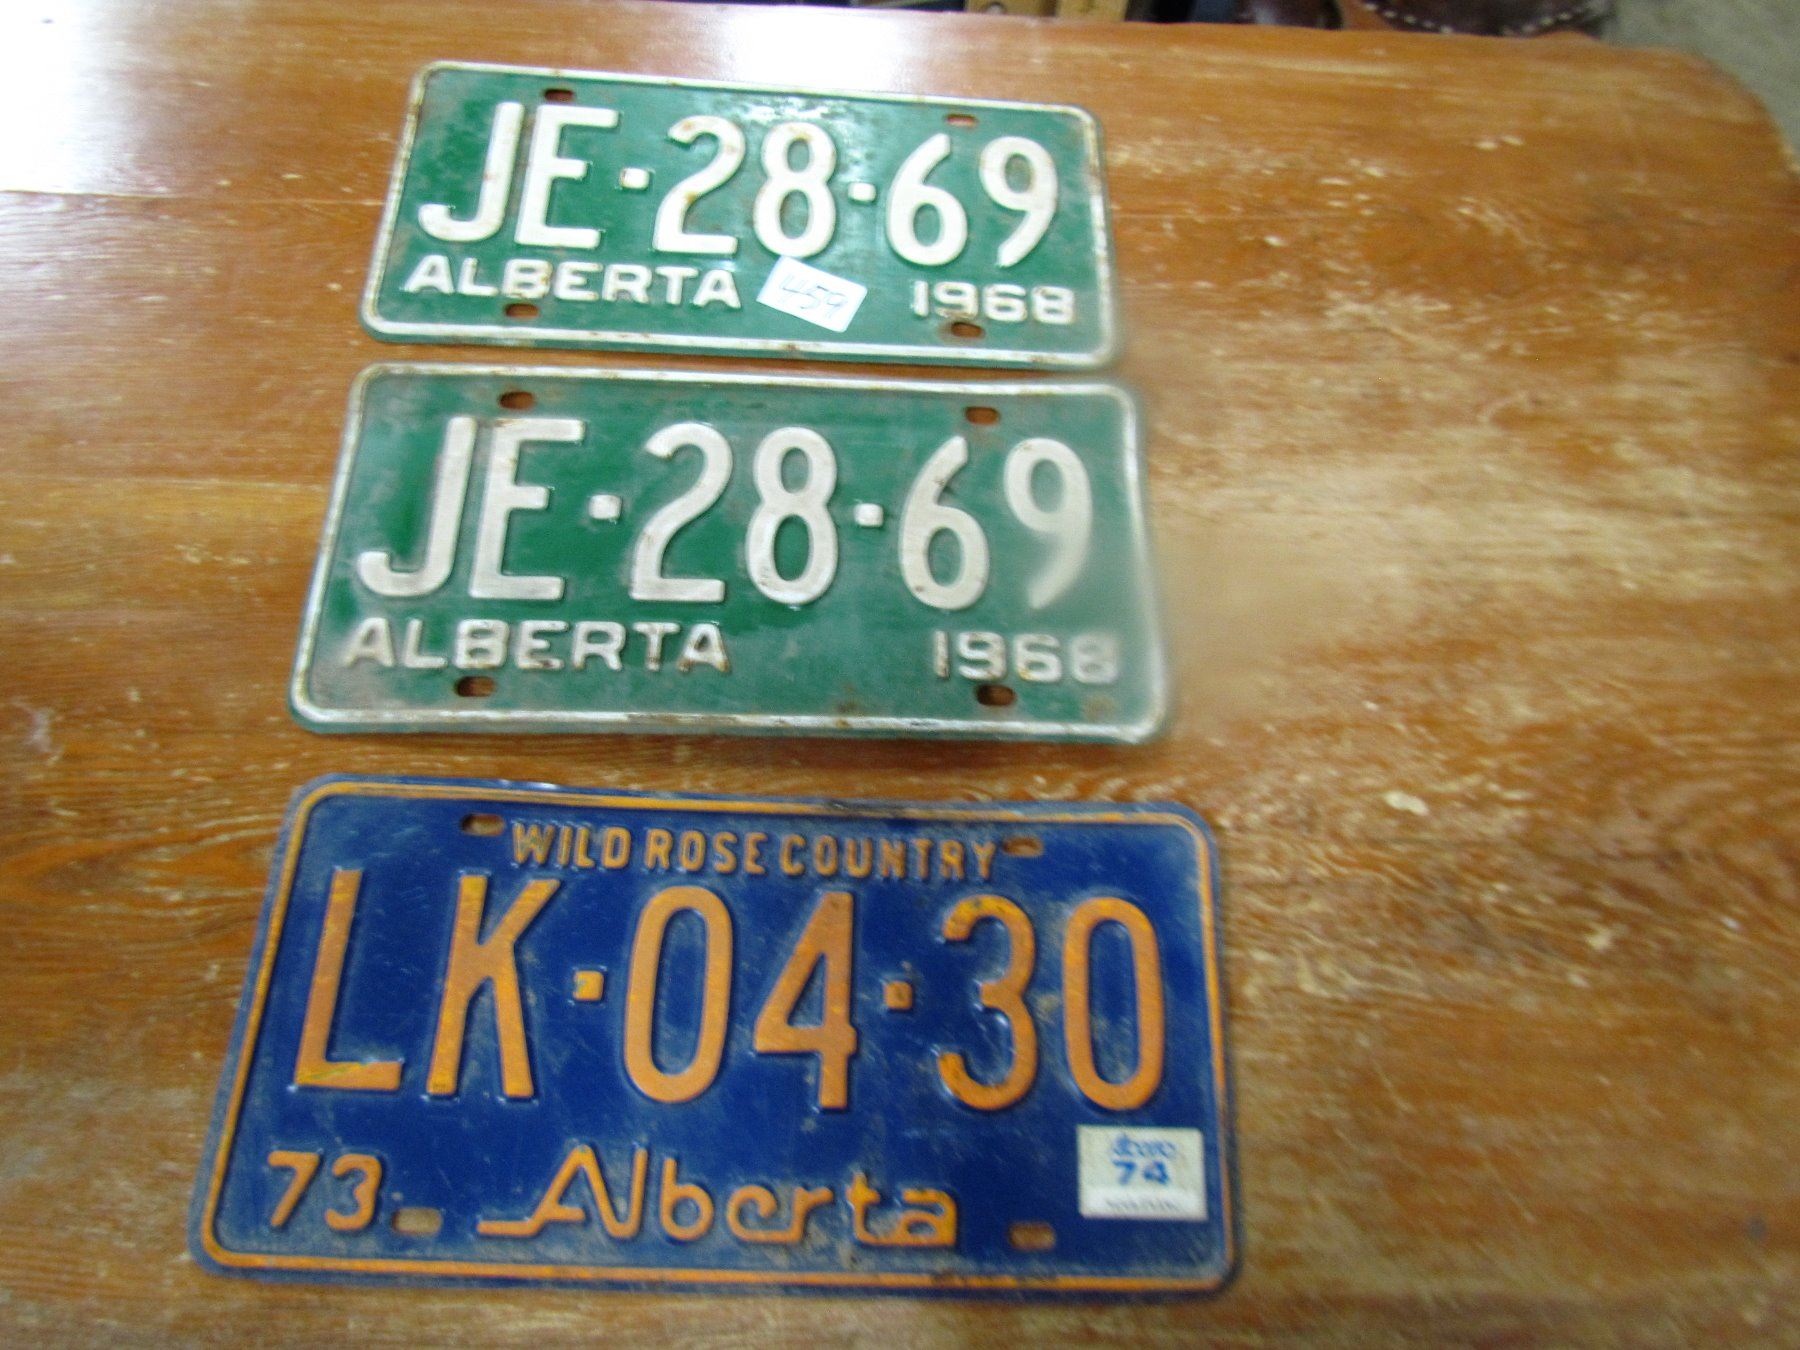 JE·28·69
ALBERTA 459 1968
JE·28·69
ALBERTA 1968
WILD ROSE COUNTRY
LK·04·30
73 Alberta
74